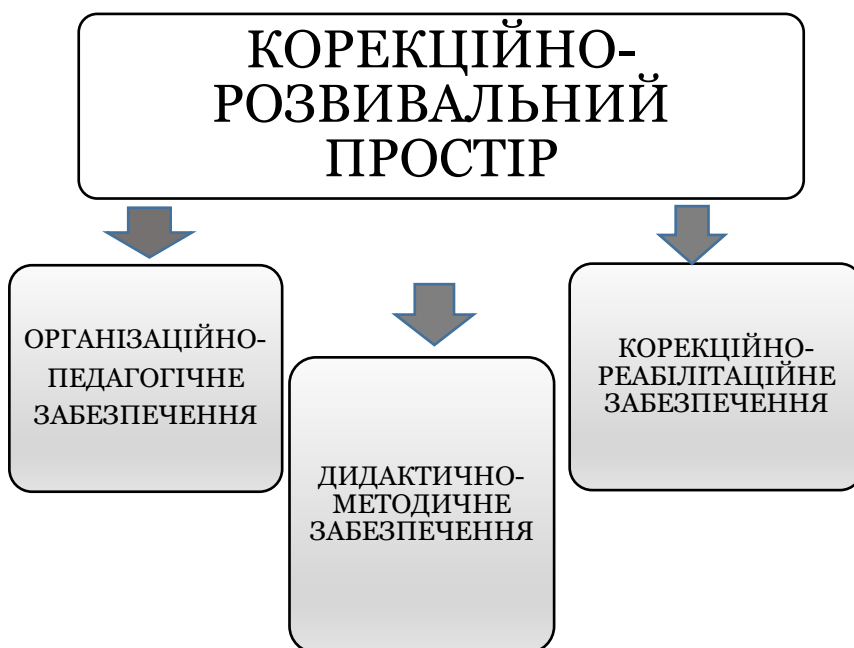 КОРЕКЦІЙНО-
РОЗВИВАЛЬНИЙ
ПРОСТІР
ОРГАНІЗАЦІЙНО-
ПЕДАГОГІЧНЕ
ЗАБЕЗПЕЧЕННЯ
ДИДАКТИЧНО-
МЕТОДИЧНЕ
ЗАБЕЗПЕЧЕННЯ
КОРЕКЦІЙНО-
РЕАБІЛІТАЦІЙНЕ
ЗАБЕЗПЕЧЕННЯ